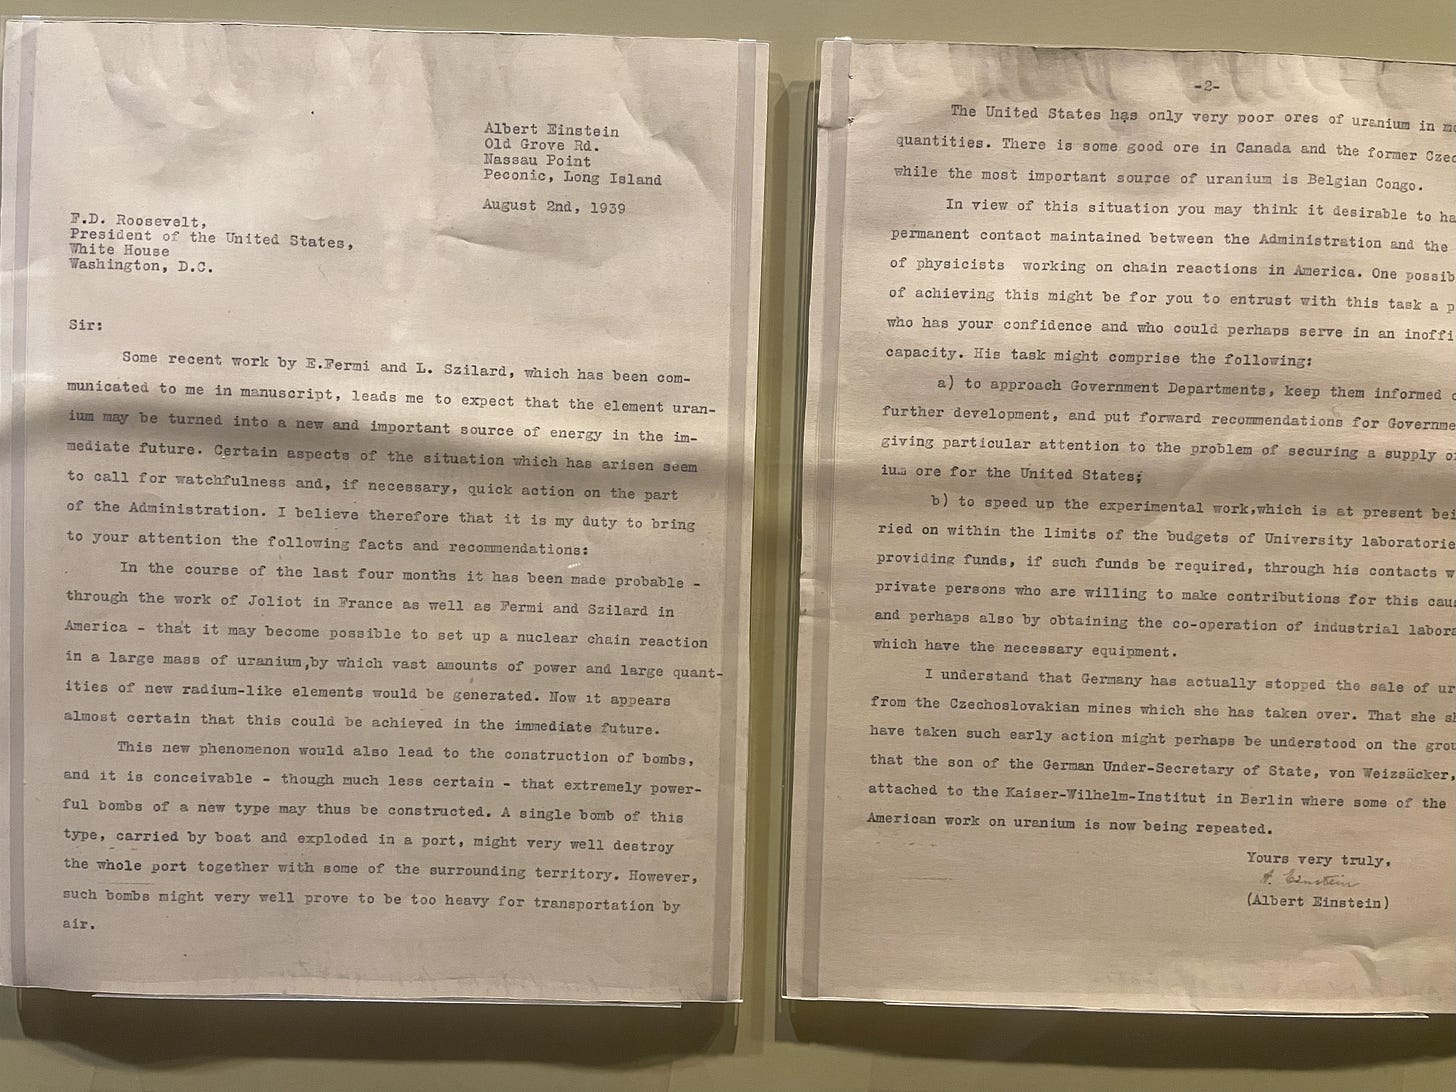 Albert Einstein
Old Grove Rd.
Nassau Point
Peconic, Long Island
August 2nd, 1939
F.D. Roosevelt,
President of the United States,
White House
Washington, D.C.
Sir:
Some recent work by E.Fermi and L. Szilard, which has been com-
municated to me in manuscript, leads me to expect that the element uran-
ium may be turned into a new and important source of energy in the im-
mediate future. Certain aspects of the situation which has arisen seem
to call for watchfulness and, if necessary, quick action on the part
of the Administration. I believe therefore that it is my duty to bring
to your attention the following facts and recommendations:
In the course of the last four months it has been made probable -
through the work of Joliot in France as well as Fermi and Szilard in
America - that it may become possible to set up a nuclear chain reaction
in a large mass of uranium,by which vast amounts of power and large quant-
ities of new radium-like elements would be generated. Now it appears
almost certain that this could be achieved in the immediate future.
This new phenomenon would also lead to the construction of bombs,
and it is conceivable - though much less certain - that extremely power-
ful bombs of a new type may thus be constructed. A single bomb of this
type, carried by boat and exploded in a port, might very well destroy
the whole port together with some of the surrounding territory. However,
such bombs might very well prove to be too heavy for transportation by
air.
-2-
The United States has only very poor ores of uranium in
quantities. There is some good ore in Canada and the former
while the most important source of uranium is Belgian Congo.
In view of this situation you may think it desirable to
permanent contact maintained between the Administration and the
of physicists working on chain reactions in America. One
of achieving this might be for you to entrust with this task a
who has your confidence and who could perhaps serve in an
capacity. His task might comprise the following:
a) to approach Government Departments, keep them informed
further development, and put forward recommendations for
giving particular attention to the problem of securing a supply
ium ore for the United States;
b) to speed up the experimental work,which is at present
ried on within the limits of the budgets of University
providing funds, if such funds be required, through his contacts
private persons who are willing to make contributions for this
and perhaps also by obtaining the co-operation of industrial
which have the necessary equipment.
I understand that Germany has actually stopped the sale of
from the Czechoslovakian mines which she has taken over. That she
have taken such early action might perhaps be understood on the
that the son of the German Under-Secretary of State, von Weizsäcker,
attached to the Kaiser-Wilhelm-Institut in Berlin where some of the
American work on uranium is now being repeated.
Yours very truly,
A. Einstein
(Albert Einstein)